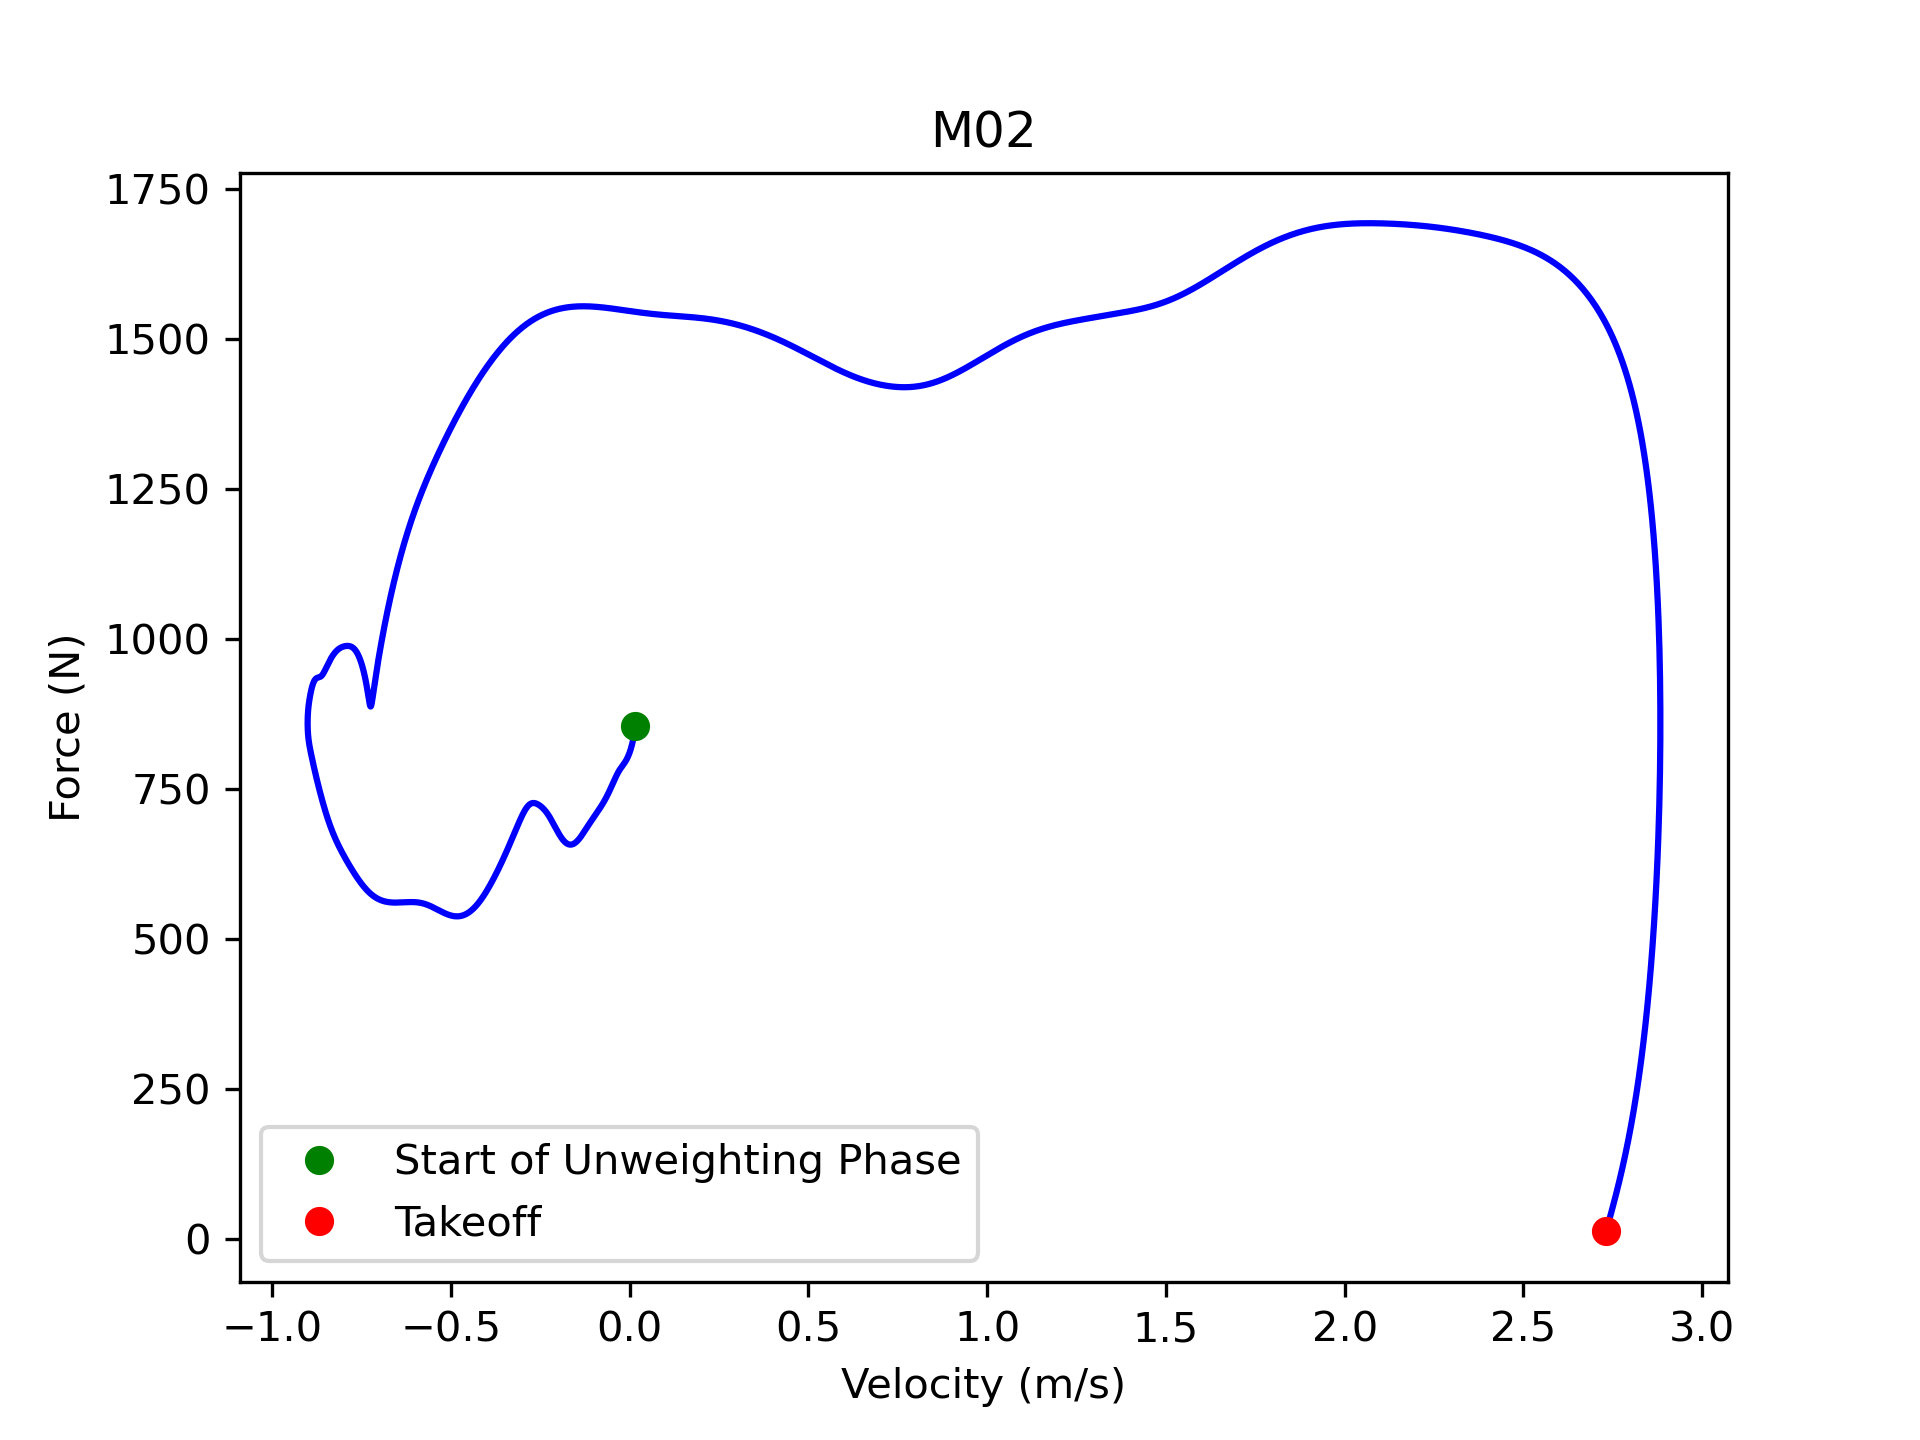 M02
1750
1500
1250
1000
750
500
250
0
Force (N)
Start of Unweighting Phase
Takeoff
−1.0 −0.5 0.0 0.5 1.0 1.5 2.0 2.5 3.0
Velocity (m/s)